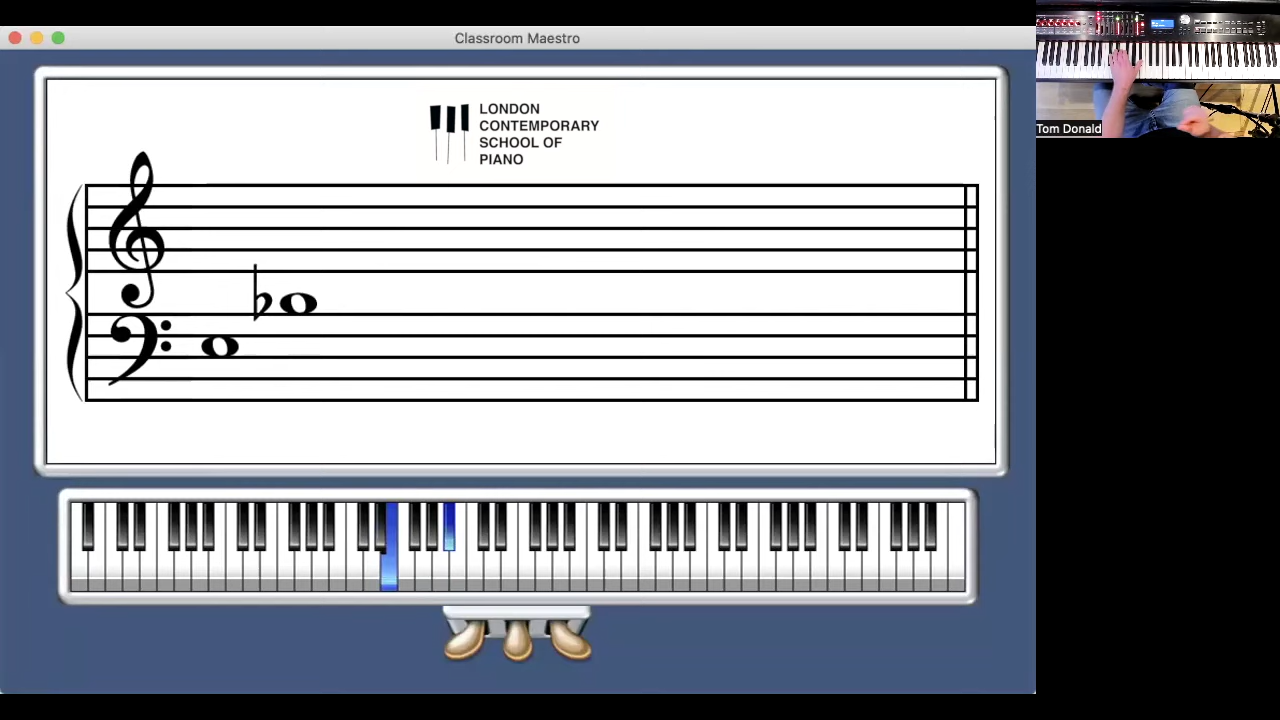 Classroom Maestro
LONDON
CONTEMPORARY
SCHOOL OF
PIANO
Tom Donald